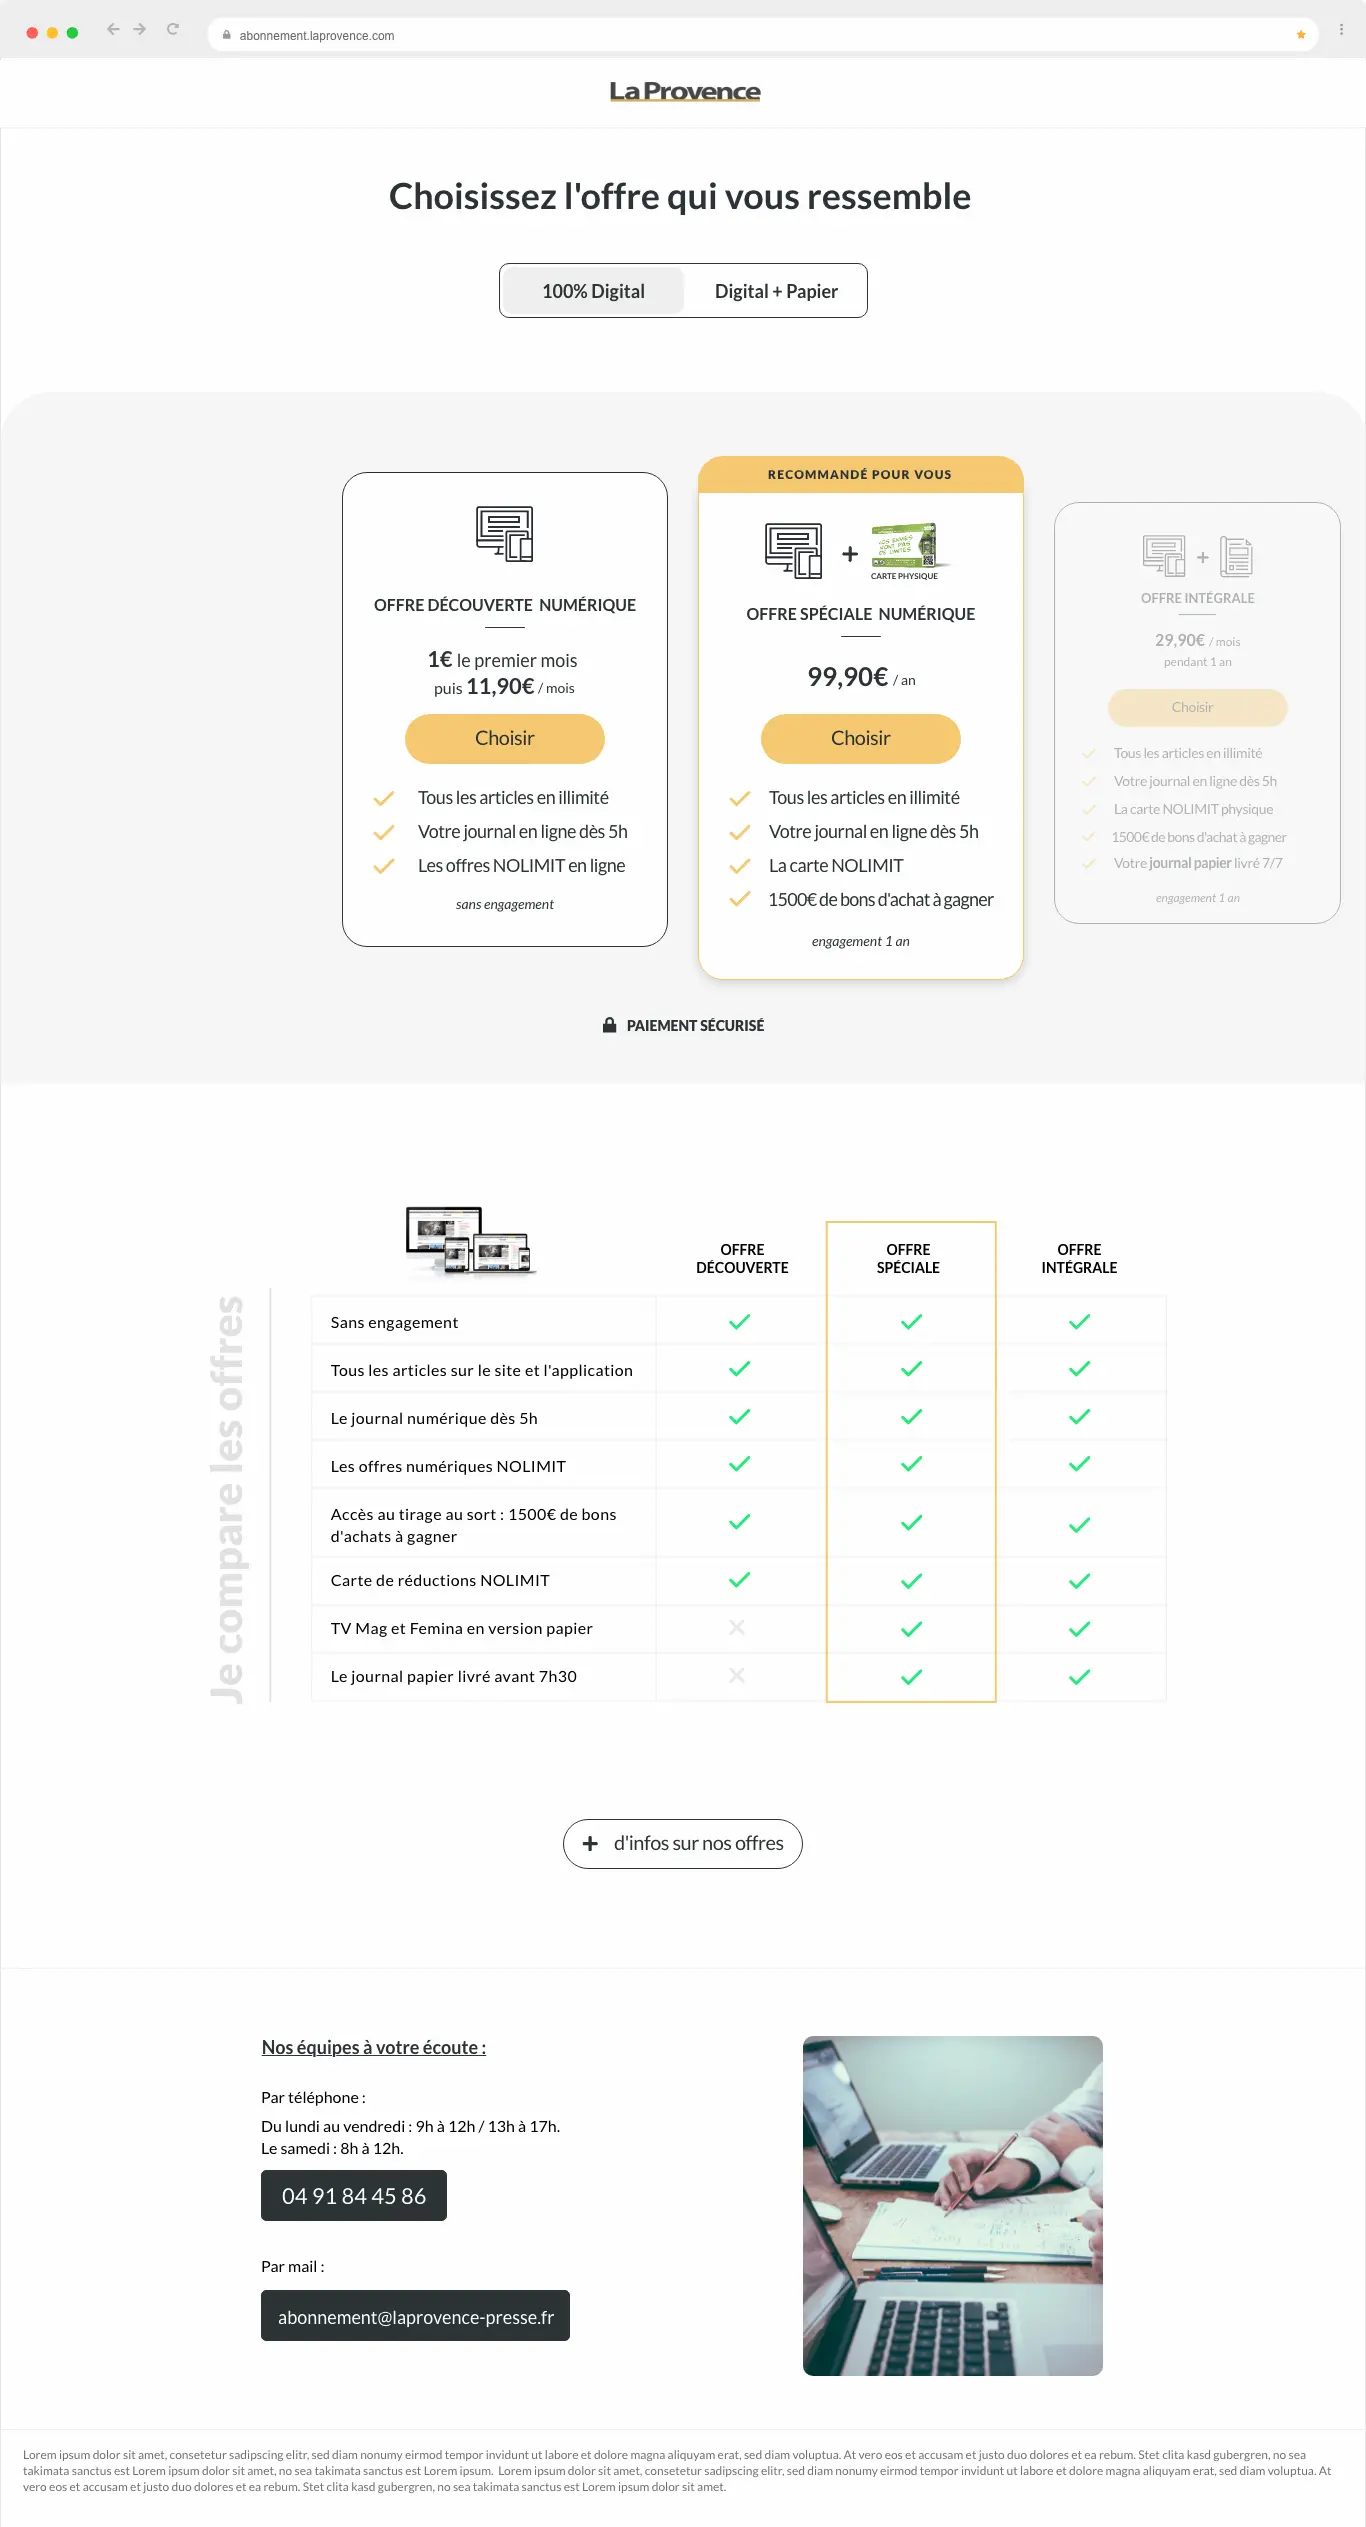 abonnement.laprovence.com
La Provence
Choisissez l'offre qui vous ressemble
100% Digital
Digital + Papier
OFFRE DÉCOUVERTE NUMÉRIQUE
1€ le premier mois
puis 11,90€ / mois
Choisir
Tous les articles en illimité
Votre journal en ligne dès 5h
Les offres NOLIMIT en ligne
sans engagement
RECOMMANDÉ POUR VOUS
CARTE PHYSIQUE
OFFRE SPÉCIALE NUMÉRIQUE
99,90€ / an
Choisir
Tous les articles en illimité
Votre journal en ligne dès 5h
La carte NOLIMIT
1500€ de bons d'achat à gagner
engagement 1 an
OFFRE INTÉGRALE
29,90€ / mois
pendant 1 an
Choisir
Tous les articles en illimité
Votre journal en ligne dès 5h
La carte NOLIMIT physique
1500€ de bons d'achat à gagner
Votre journal papier livré 7/7
engagement 1 an
PAIEMENT SÉCURISÉ
Je compare les offres
OFFRE
DÉCOUVERTE
OFFRE
SPÉCIALE
OFFRE
INTÉGRALE
Sans engagement
Tous les articles sur le site et l'application
Le journal numérique dès 5h
Les offres numériques NOLIMIT
Accès au tirage au sort : 1500€ de bons
d'achats à gagner
Carte de réductions NOLIMIT
TV Mag et Femina en version papier
Le journal papier livré avant 7h30
+ d'infos sur nos offres
Nos équipes à votre écoute :
Par téléphone :
Du lundi au vendredi : 9h à 12h / 13h à 17h.
Le samedi : 8h à 12h.
04 91 84 45 86
Par mail :
abonnement@laprovence-presse.fr
Lorem ipsum dolor sit amet, consetetur sadipscing elitr, sed diam nonumy eirmod tempor invidunt ut labore et dolore magna aliquyam erat, sed diam voluptua. At vero eos et accusam et justo duo dolores et ea rebum. Stet clita kasd gubergren, no sea
takimata sanctus est Lorem ipsum dolor sit amet, no sea takimata sanctus est Lorem ipsum. Lorem ipsum dolor sit amet, consetetur sadipscing elitr, sed diam nonumy eirmod tempor invidunt ut labore et dolore magna aliquyam erat, sed diam voluptua. At
vero eos et accusam et justo duo dolores et ea rebum. Stet clita kasd gubergren, no sea takimata sanctus est Lorem ipsum dolor sit amet.